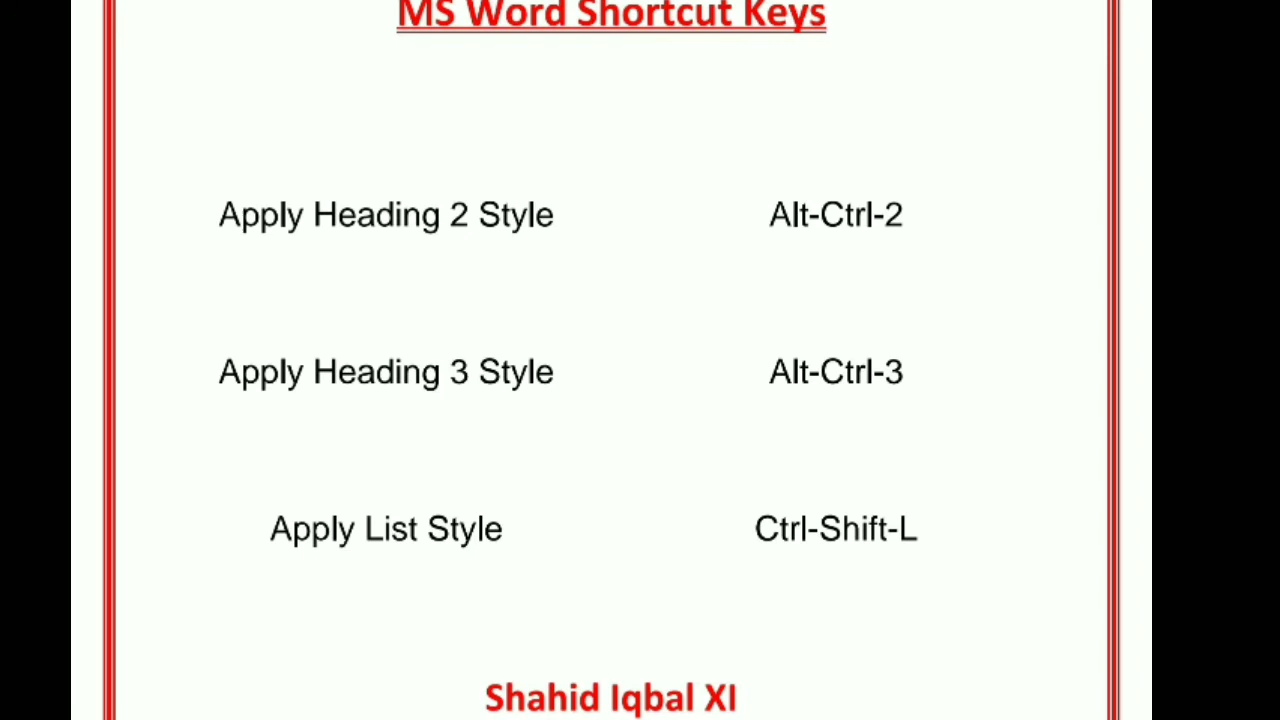 MS Word Shortcut Keys
Apply Heading 2 Style Alt-Ctrl-2
Apply Heading 3 Style Alt-Ctrl-3
Apply List Style Ctrl-Shift-L
Shahid Iqbal XI